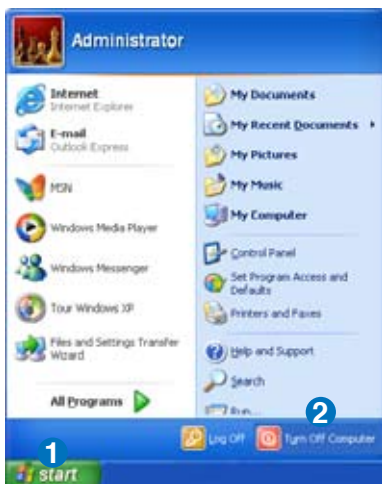 Administrator
Internet
Internet Explorer
E-mail
Outlook Express
MSN
Windows Media Player
Windows Messenger
Tour Windows XP
Files and Settings Transfer
Wizard
All Programs
My Documents
My Recent Documents
My Pictures
My Music
My Computer
Control Panel
Set Program Access and
Defaults
Printers and Faxes
Help and Support
Search
Run...
2
Log Off
Turn Off Computer
1
start